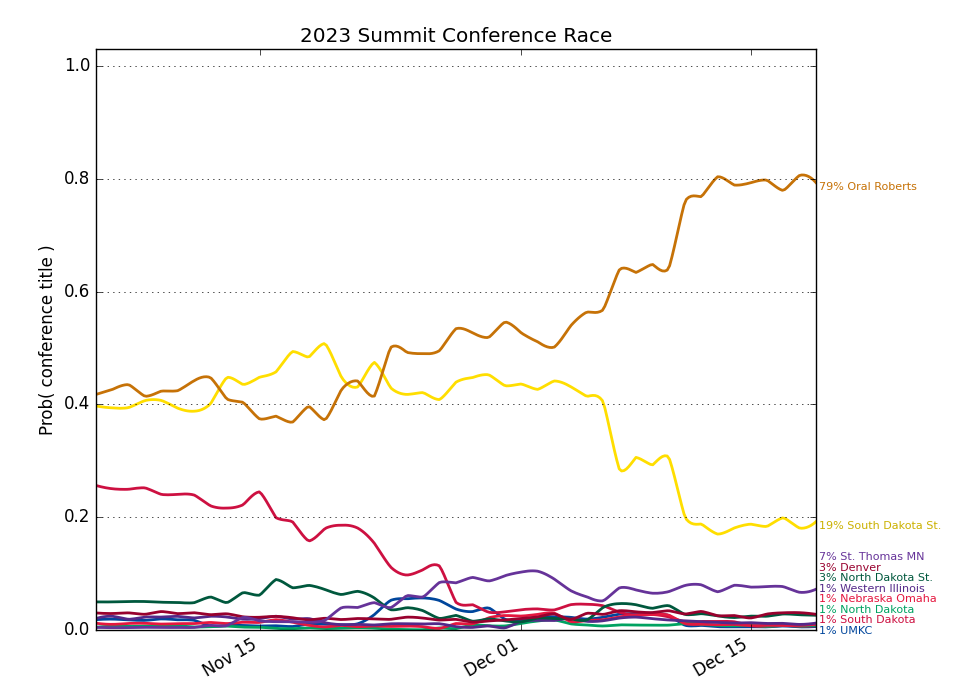 2023 Summit Conference Race
Prob( conference title )
1.0
0.8
0.6
0.4
0.2
0.0
Nov 15
Dec 01
Dec 15
79% Oral Roberts
19% South Dakota St.
7% St. Thomas MN
3% Denver
3% North Dakota St.
1% Western Illinois
1% Nebraska Omaha
1% North Dakota
1% South Dakota
1% UMKC